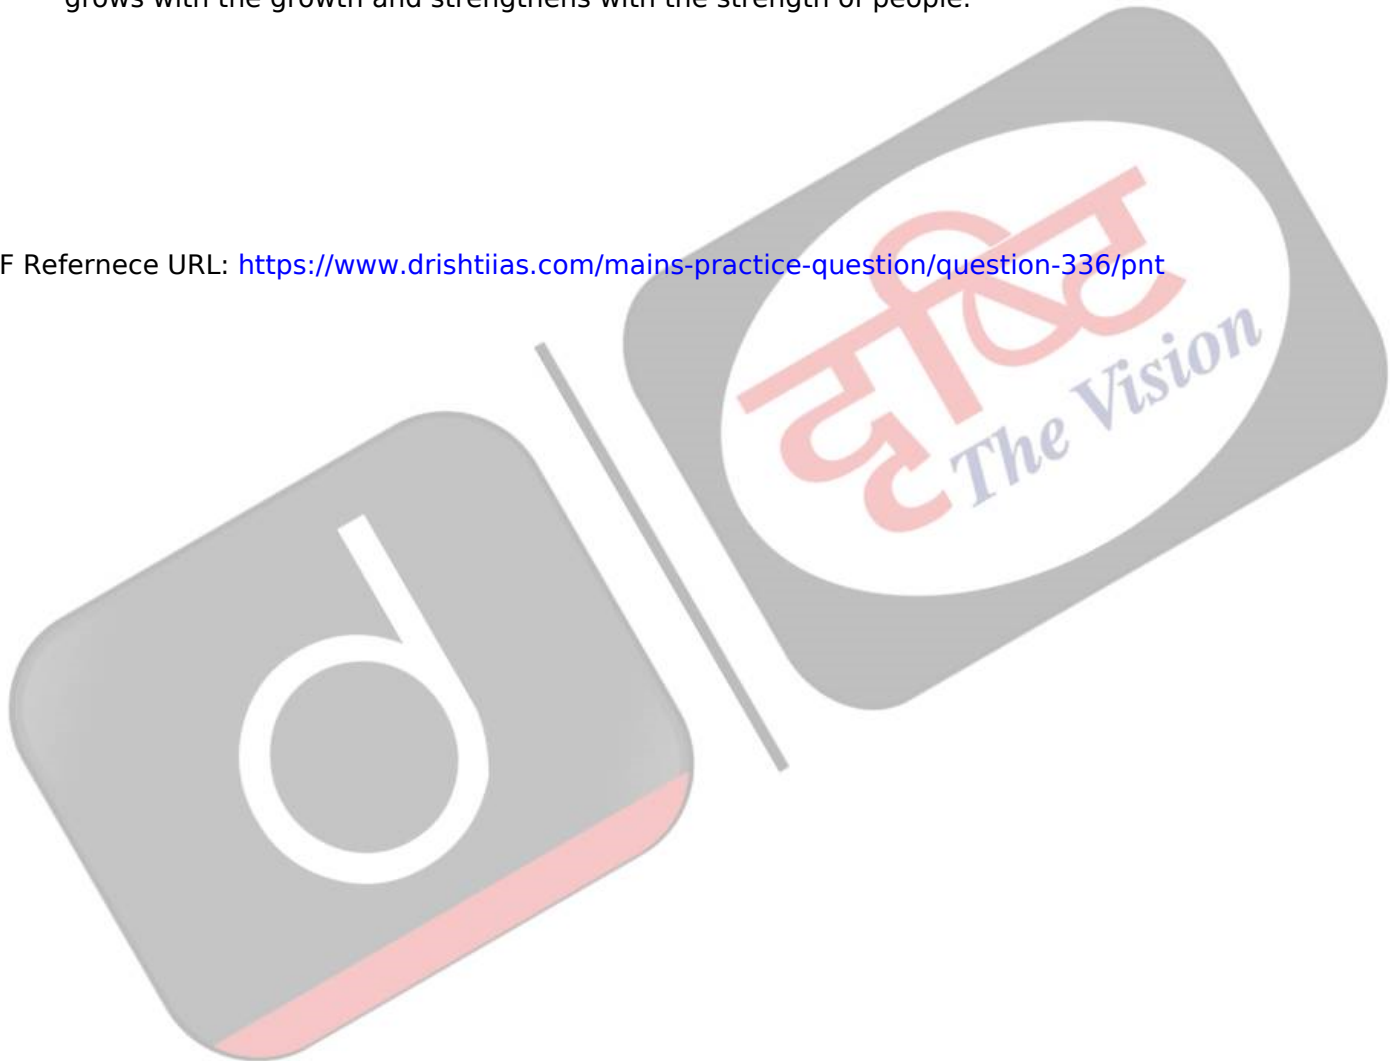 grows with the growth and strengthens with the strength of people.
F Refernece URL: https://www.drishtiias.com/mains-practice-question/question-336/pnt
दृष्टि
The Vision
d